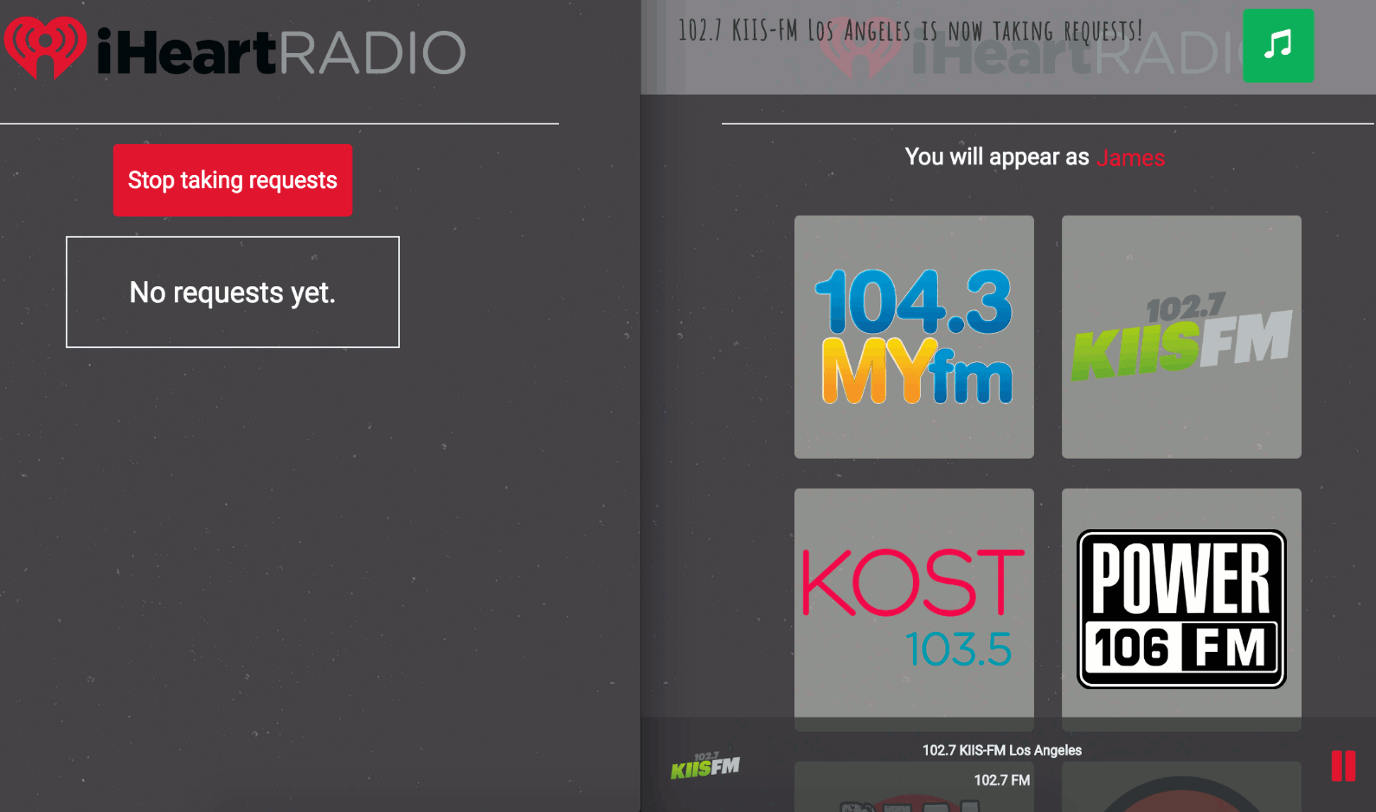 iHeartRADIO
Stop taking requests
No requests yet.
102.7 KIIS-FM Los Angeles is now taking requests!
iHeartRADI
You will appear as James
104.3
MYfm
102.7
KIISFM
KOST
103.5
POWER
106 FM
102.7
KIISFM
102.7 KIIS-FM Los Angeles
102.7 FM